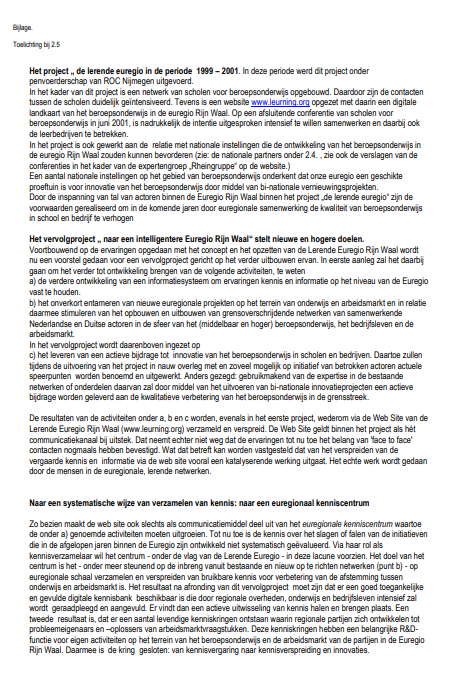 Bijlage.
Toelichting bij 2.5
Het project „ de lerende euregio in de periode 1999 – 2001. In deze periode werd dit project onder
penvoerderschap van ROC Nijmegen uitgevoerd.
In het kader van dit project is een netwerk van scholen voor beroepsonderwijs opgebouwd. Daardoor zijn de contacten
tussen de scholen duidelijk geïntensiveerd. Tevens is een website www.leurning.org opgezet met daarin een digitale
landkaart van het beroepsonderwijs in de euregio Rijn Waal. Op een afsluitende conferentie van scholen voor
beroepsonderwijs in juni 2001, is nadrukkelijk de intentie uitgesproken intensief te willen samenwerken en daarbij ook
de leerbedrijven te betrekken.
In het project is ook gewerkt aan de relatie met nationale instellingen die de ontwikkeling van het beroepsonderwijs in
de euregio Rijn Waal zouden kunnen bevorderen (zie: de nationale partners onder 2.4. , zie ook de verslagen van de
conferenties in het kader van de expertengroep „Rheingruppe" op de website.)
Een aantal nationale instellingen op het gebied van beroepsonderwijs onderkent dat onze euregio een geschikte
proeftuin is voor innovatie van het beroepsonderwijs door middel van bi-nationale vernieuwingsprojekten.
Door de inspanning van tal van actoren binnen de Euregio Rijn Waal binnen het project „de lerende euregio" zijn de
voorwaarden gerealiseerd om in de komende jaren door euregionale samenwerking de kwaliteit van beroepsonderwijs
in school en bedrijf te verhogen
Het vervolgproject „ naar een intelligentere Euregio Rijn Waal" stelt nieuwe en hogere doelen.
Voortbouwend op de ervaringen opgedaan met het concept en het opzetten van de Lerende Euregio Rijn Waal wordt
nu een voorstel gedaan voor een vervolgproject gericht op het verder uitbouwen ervan. In eerste aanleg zal het daarbij
gaan om het verder tot ontwikkeling brengen van de volgende activiteiten, te weten
a) de verdere ontwikkeling van een informatiesysteem om ervaringen kennis en informatie op het niveau van de Euregio
vast te houden.
b) het onverkort entameren van nieuwe euregionale projekten op het terrein van onderwijs en arbeidsmarkt en in relatie
daarmee stimuleren van het opbouwen en uitbouwen van grensoverschrijdende netwerken van samenwerkende
Nederlandse en Duitse actoren in de sfeer van het (middelbaar en hoger) beroepsonderwijs, het bedrijfsleven en de
arbeidsmarkt.
In het vervolgproject wordt daarenboven ingezet op
c) het leveren van een actieve bijdrage tot innovatie van het beroepsonderwijs in scholen en bedrijven. Daartoe zullen
tijdens de uitvoering van het project in nauw overleg met en zoveel mogelijk op initiatief van betrokken actoren actuele
speerpunten worden benoemd en uitgewerkt. Anders gezegd: gebruikmakend van de expertise in de bestaande
netwerken of onderdelen daarvan zal door middel van het uitvoeren van bi-nationale innovatieprojecten een actieve
bijdrage worden geleverd aan de kwalitatieve verbetering van het beroepsonderwijs in de grensstreek.
De resultaten van de activiteiten onder a, b en c worden, evenals in het eerste project, wederom via de Web Site van de
Lerende Euregio Rijn Waal (www.leurning.org) verzameld en verspreid. De Web Site geldt binnen het project als hét
communicatiekanaal bij uitstek. Dat neemt echter niet weg dat de ervaringen tot nu toe het belang van 'face to face'
contacten nogmaals hebben bevestigd. Wat dat betreft kan worden vastgesteld dat van het verspreiden van de
vergaarde kennis en informatie via de web site vooral een katalyserende werking uitgaat. Het echte werk wordt gedaan
door de mensen in de euregionale, lerende netwerken.
Naar een systematische wijze van verzamelen van kennis: naar een euregionaal kenniscentrum
Zo bezien maakt de web site ook slechts als communicatiemiddel deel uit van het euregionale kenniscentrum waartoe
de onder a) genoemde activiteiten moeten uitgroeien. Tot nu toe is de kennis over het slagen of falen van de initiatieven
die in de afgelopen jaren binnen de Euregio zijn ontwikkeld niet systematisch geëvalueerd. Via haar rol als
kennisverzamelaar wil het centrum - onder de vlag van de Lerende Euregio - in deze lacune voorzien. Het doel van het
centrum is het - onder meer steunend op de inbreng vanuit bestaande en nieuw op te richten netwerken (punt b) - op
euregionale schaal verzamelen en verspreiden van bruikbare kennis voor verbetering van de afstemming tussen
onderwijs en arbeidsmarkt is. Het resultaat na afronding van dit vervolgproject moet zijn dat er een goed toegankelijke
en gevulde digitale kennisbank beschikbaar is die door regionale overheden, onderwijs en bedrijfsleven intensief zal
wordt geraadpleegd en aangevuld. Er vindt dan een actieve uitwisseling van kennis halen en brengen plaats. Een
tweede resultaat is, dat er een aantal levendige kenniskringen ontstaan waarin regionale partijen zich ontwikkelen tot
probleemeigenaars en –oplossers van arbeidsmarktvraagstukken. Deze kenniskringen hebben een belangrijke R&D-
functie voor eigen activiteiten op het terrein van het beroepsonderwijs en de arbeidsmarkt van de partijen in de Euregio
Rijn Waal. Daarmee is de kring gesloten: van kennisvergaring naar kennisverspreiding en innovaties.